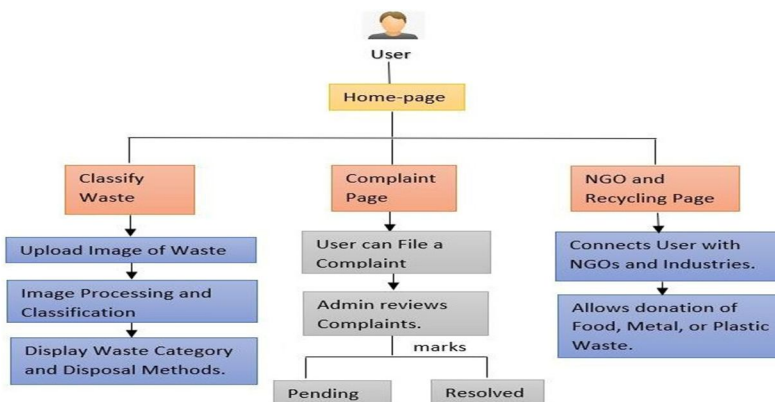 User
Home-page
Classify
Waste
Upload Image of Waste
Image Processing and
Classification
Display Waste Category
and Disposal Methods.
Complaint
Page
User can File a
Complaint
Admin reviews
Complaints.
marks
Pending
Resolved
NGO and
Recycling Page
Connects User with
NGOs and Industries.
Allows donation of
Food, Metal, or Plastic
Waste.